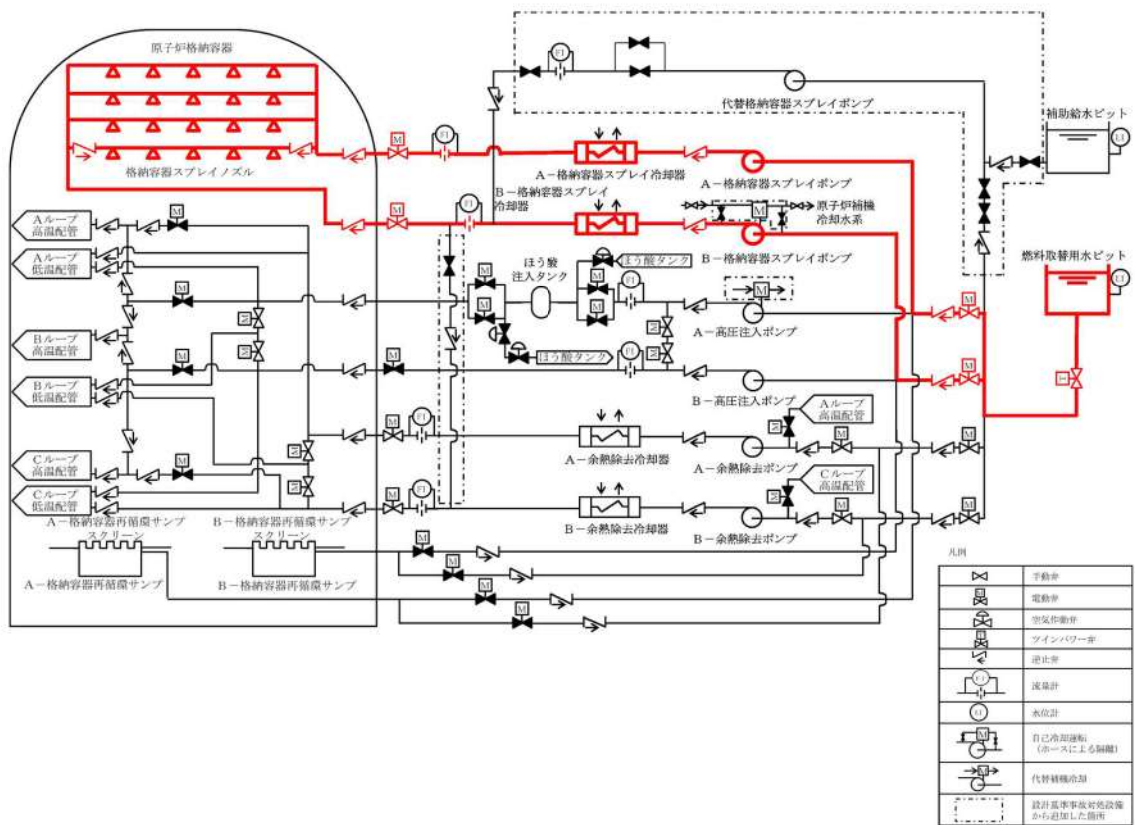 原子炉格納容器
格納容器スプレイノズル
FI
代替格納容器スプレイポンプ
補助給水ピット
LI
M
FI
A－格納容器スプレイ冷却器
A－格納容器スプレイポンプ
B－格納容器スプレイ
冷却器
M
FI
M
原子炉補機
冷却水系
B－格納容器スプレイポンプ
燃料取替用水ピット
LI
Aループ
高温配管
M
Aループ
低温配管
ほう酸
注入タンク
ほう酸タンク
M
M
M
M
FI
M
A－高圧注入ポンプ
M
M
M
Bループ
高温配管
M
M
ほう酸タンク
FI
M
M
M
T
Bループ
低温配管
M
M
B－高圧注入ポンプ
Aループ
高温配管
M
M
FI
M
M
M
A－余熱除去冷却器
A－余熱除去ポンプ
Cループ
高温配管
M
M
Cループ
高温配管
Cループ
低温配管
M
FI
M
M
M
B－余熱除去冷却器
B－余熱除去ポンプ
A－格納容器再循環サンプ
スクリーン
B－格納容器再循環サンプ
スクリーン
A－格納容器再循環サンプ
B－格納容器再循環サンプ
M
M
M
M
凡例
手動弁
M
電動弁
空気作動弁
ツインパワー弁
逆止弁
FI
流量計
LI
水位計
M
自己冷却運転
(ホースによる隔離)
M
代替補機冷却
設計基準事故対処設備
から追加した箇所